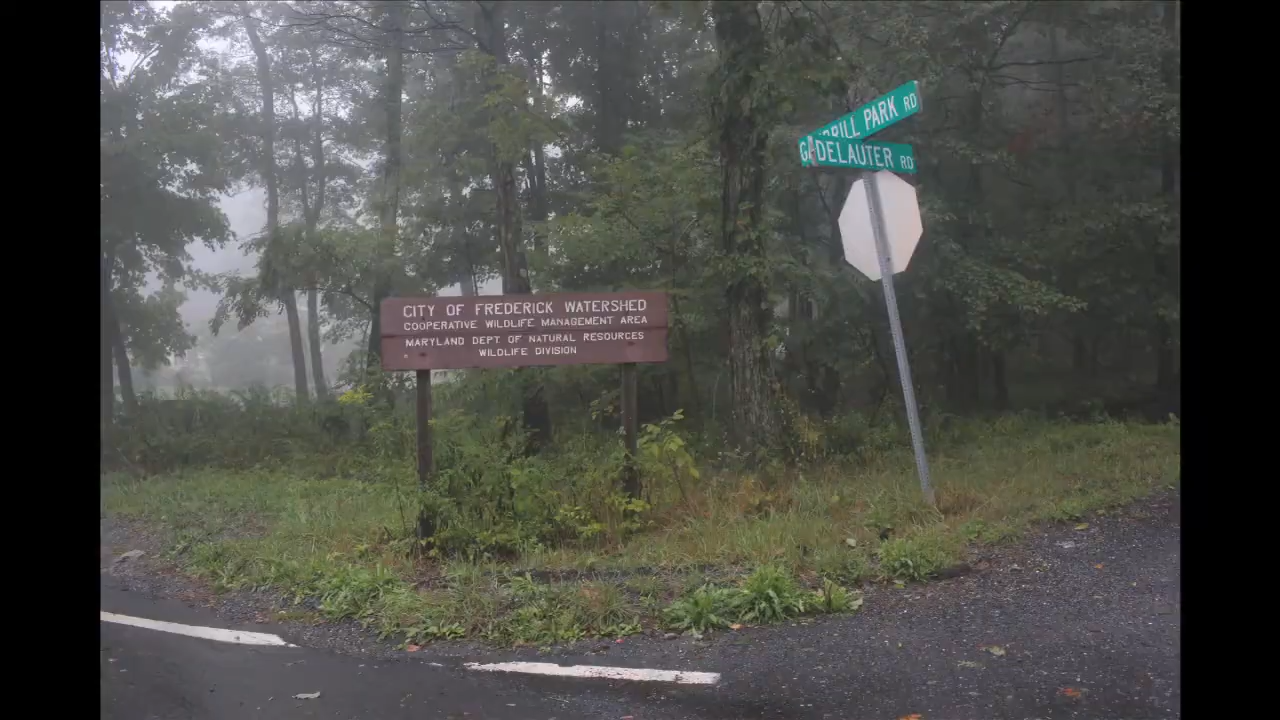 CITY OF FREDERICK WATERSHED
COOPERATIVE WILDLIFE MANAGEMENT AREA
MARYLAND DEPT OF NATURAL RESOURCES
WILDLIFE DIVISION
PARK RD
DELAUTER RD